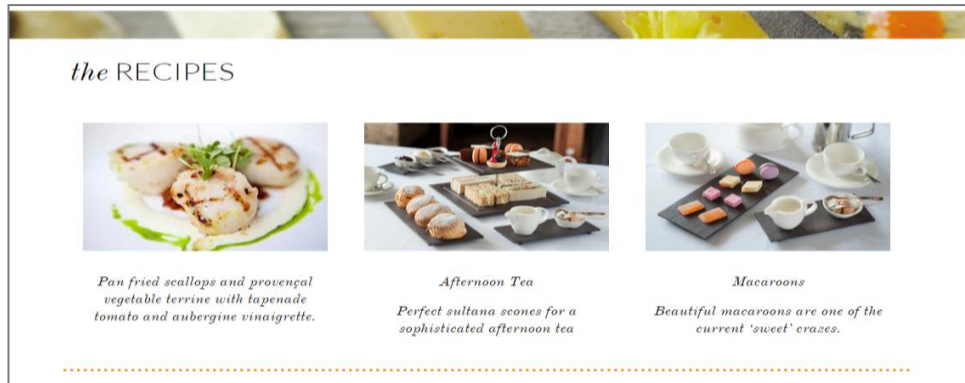 the RECIPES
Pan fried scallops and provençal
vegetable terrine with tapenade
tomato and aubergine vinaigrette.
Afternoon Tea
Perfect sultana scones for a
sophisticated afternoon tea
Macaroons
Beautiful macaroons are one of the
current ‘sweet’ crazes.